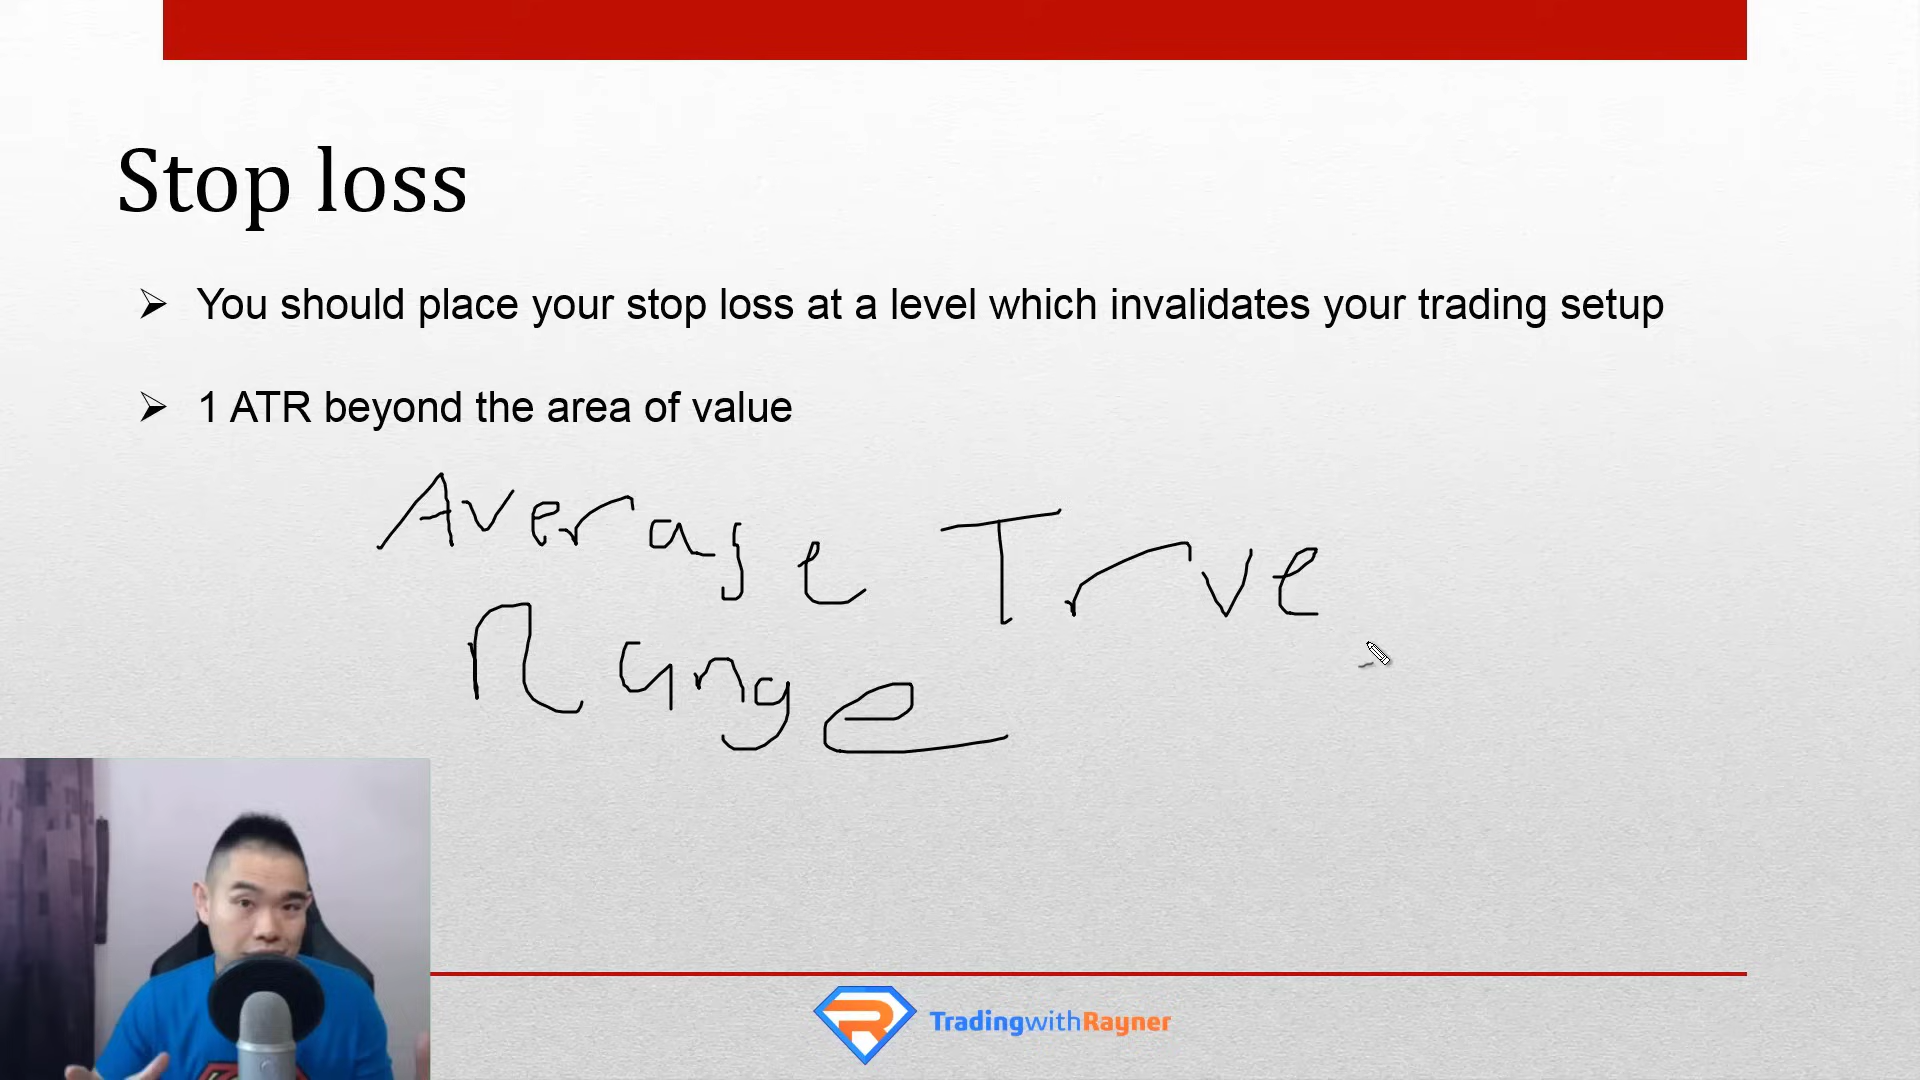 Stop loss
You should place your stop loss at a level which invalidates your trading setup
1 ATR beyond the area of value
Average True
Range
TradingwithRayner